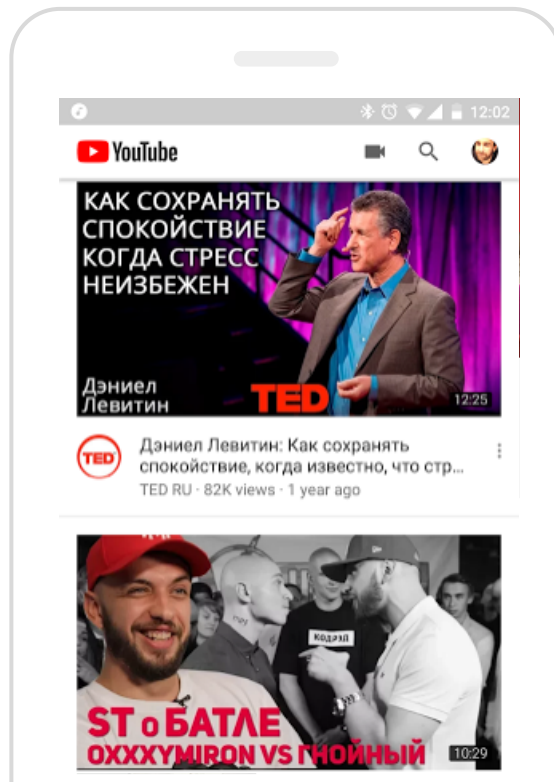 12:02
YouTube
КАК СОХРАНЯТЬ
СПОКОЙСТВИЕ
КОГДА СТРЕСС
НЕИЗБЕЖЕН
Дэниел
Левитин
TED
12:25
TED
Дэниел Левитин: Как сохранять
спокойствие, когда известно, что стр...
TED RU · 82K views · 1 year ago
КОДРЭД
ST о БАТЛЕ
OXXXYMIRON VS ГНОЙНЫЙ
10:29